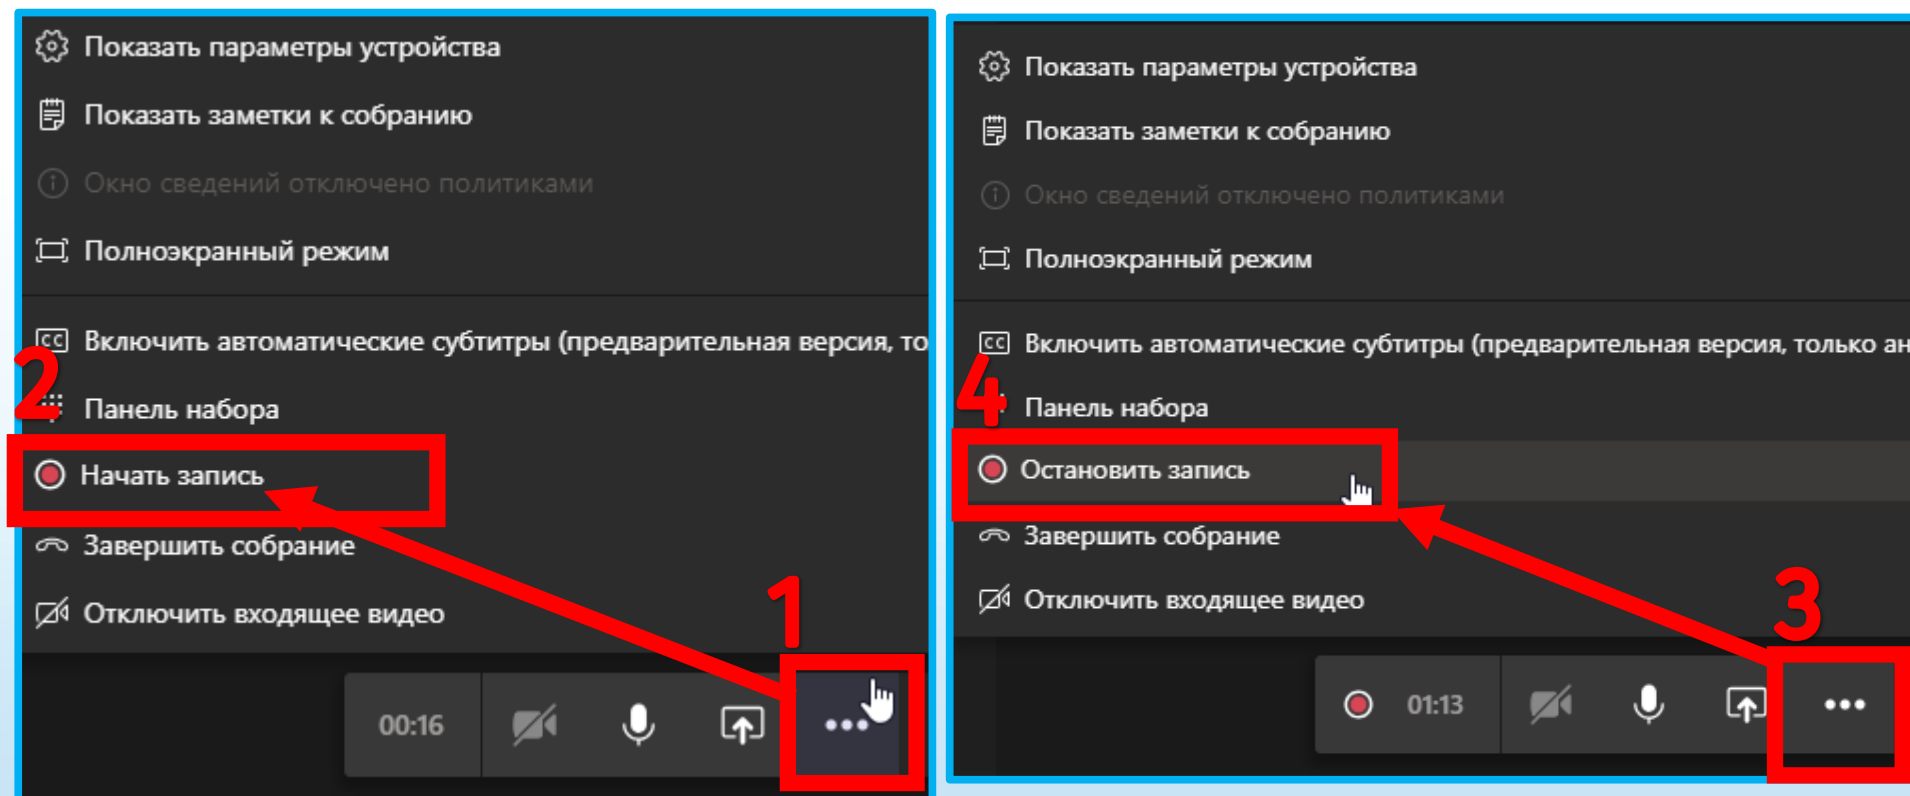 Показать параметры устройства
Показать заметки к собранию
Окно сведений отключено политиками
Полноэкранный режим
CC Включить автоматические субтитры (предварительная версия, то
2
Панель набора
Начать запись
Завершить собрание
1
Отключить входящее видео
00:16
Показать параметры устройства
Показать заметки к собранию
Окно сведений отключено политиками
Полноэкранный режим
CC Включить автоматические субтитры (предварительная версия, только ан
4
Панель набора
Остановить запись
Завершить собрание
3
Отключить входящее видео
01:13